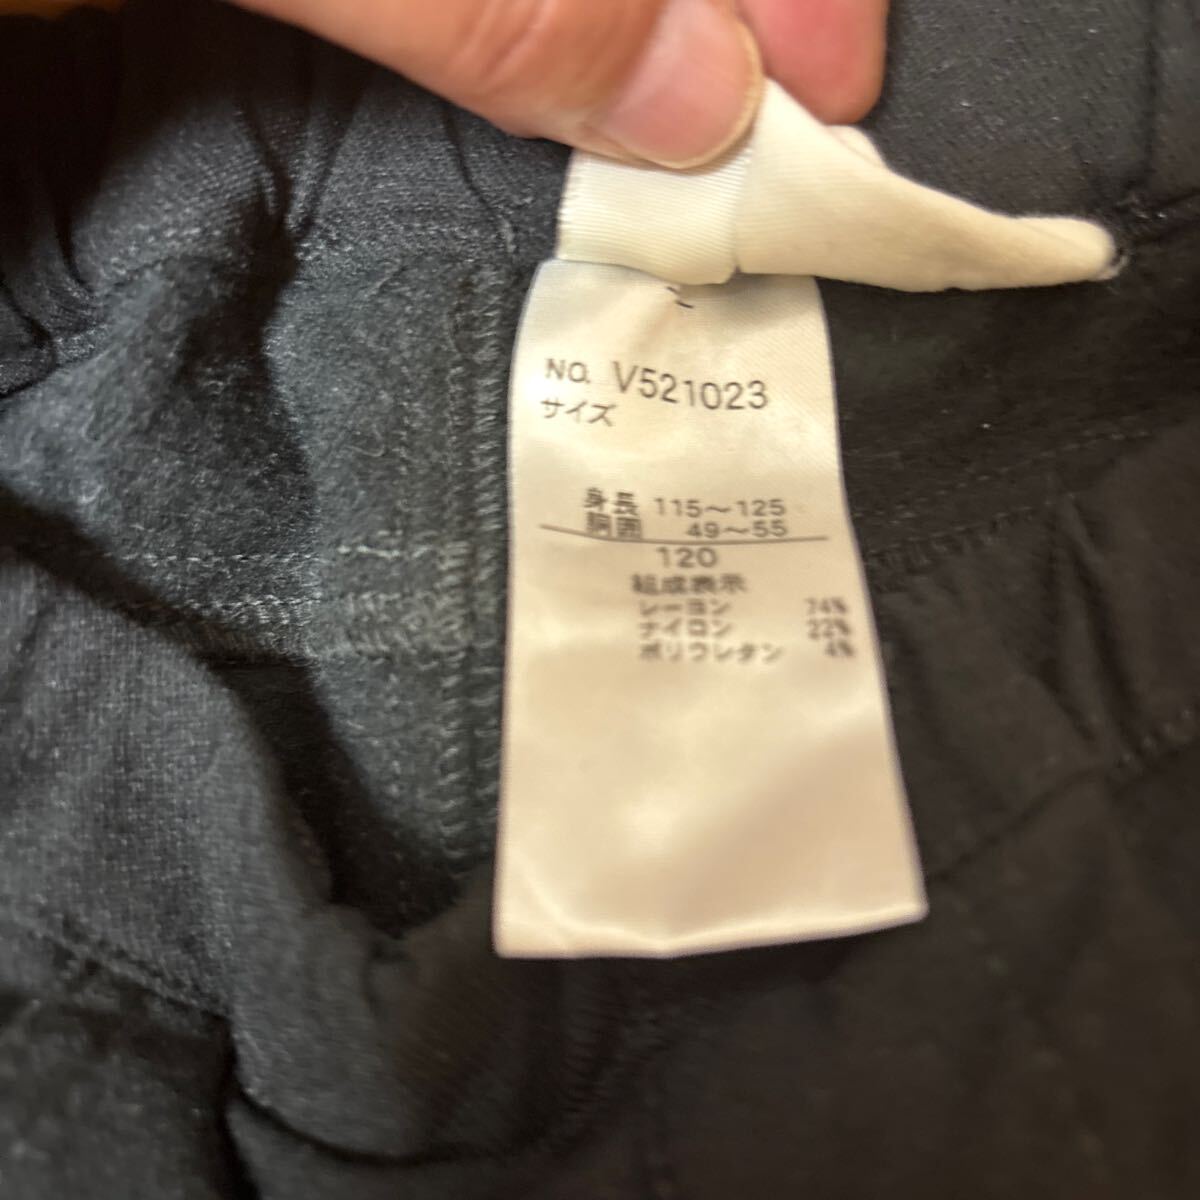 NO. V521023
サイズ
身長 115～125
胴囲 49～55
120
組成表示
レーヨン 74%
ナイロン 22%
ポリウレタン 4%